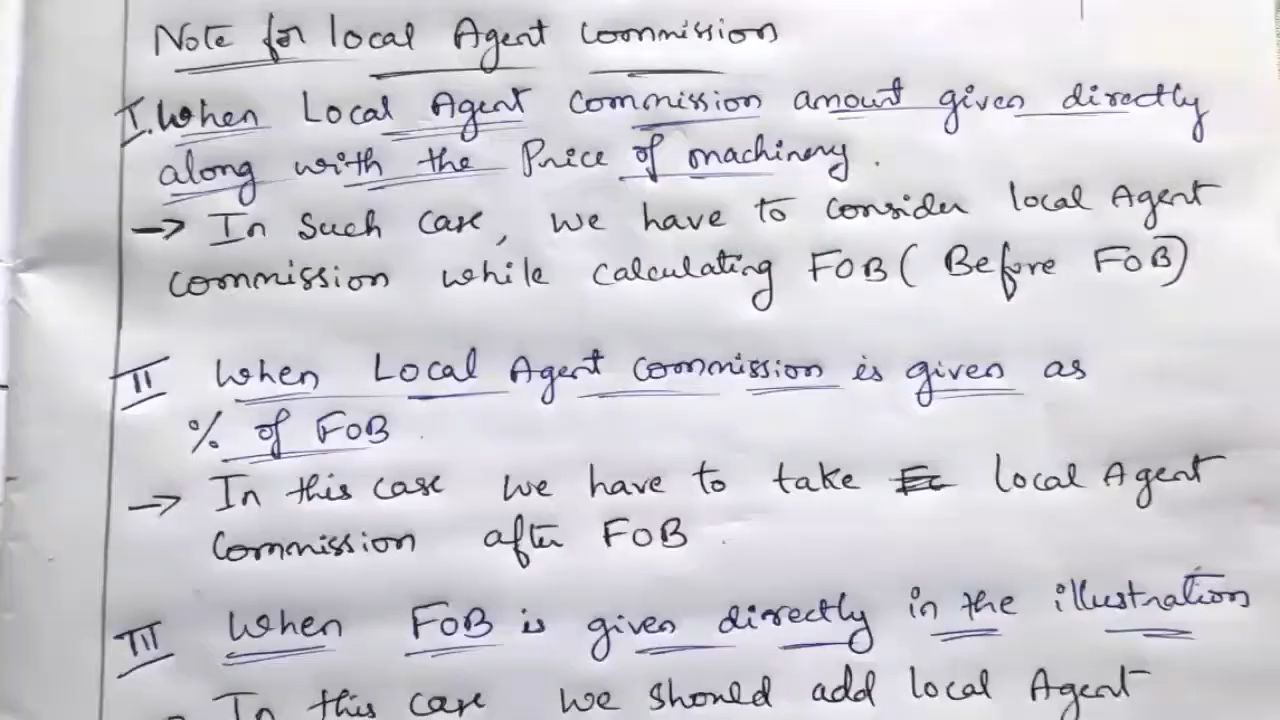 Note for local Agent Commission
I. When Local Agent Commission amount given directly
along with the Price of machinery.
→ In Such Case, we have to Consider local Agent
Commission while calculating FOB (Before FOB)
II When Local Agent Commission is given as
% of FOB
→ In this case we have to take local Agent
Commission after FOB.
III When FOB is given directly in the illustration
In this case we should add local Agent